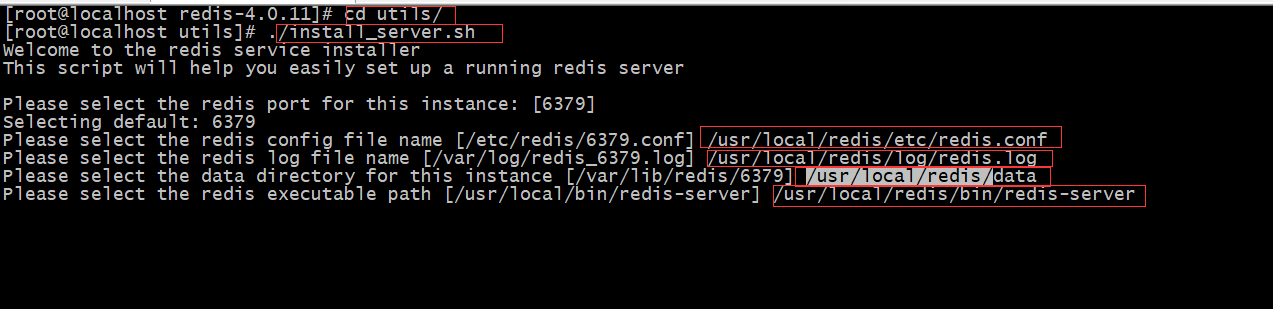 [root@localhost redis-4.0.11]# cd utils/
[root@localhost utils]# ./install_server.sh
Welcome to the redis service installer
This script will help you easily set up a running redis server
Please select the redis port for this instance: [6379]
Selecting default: 6379
Please select the redis config file name [/etc/redis/6379.conf] /usr/local/redis/etc/redis.conf
Please select the redis log file name [/var/log/redis_6379.log] /usr/local/redis/log/redis.log
Please select the data directory for this instance [/var/lib/redis/6379] /usr/local/redis/data
Please select the redis executable path [/usr/local/bin/redis-server] /usr/local/redis/bin/redis-server